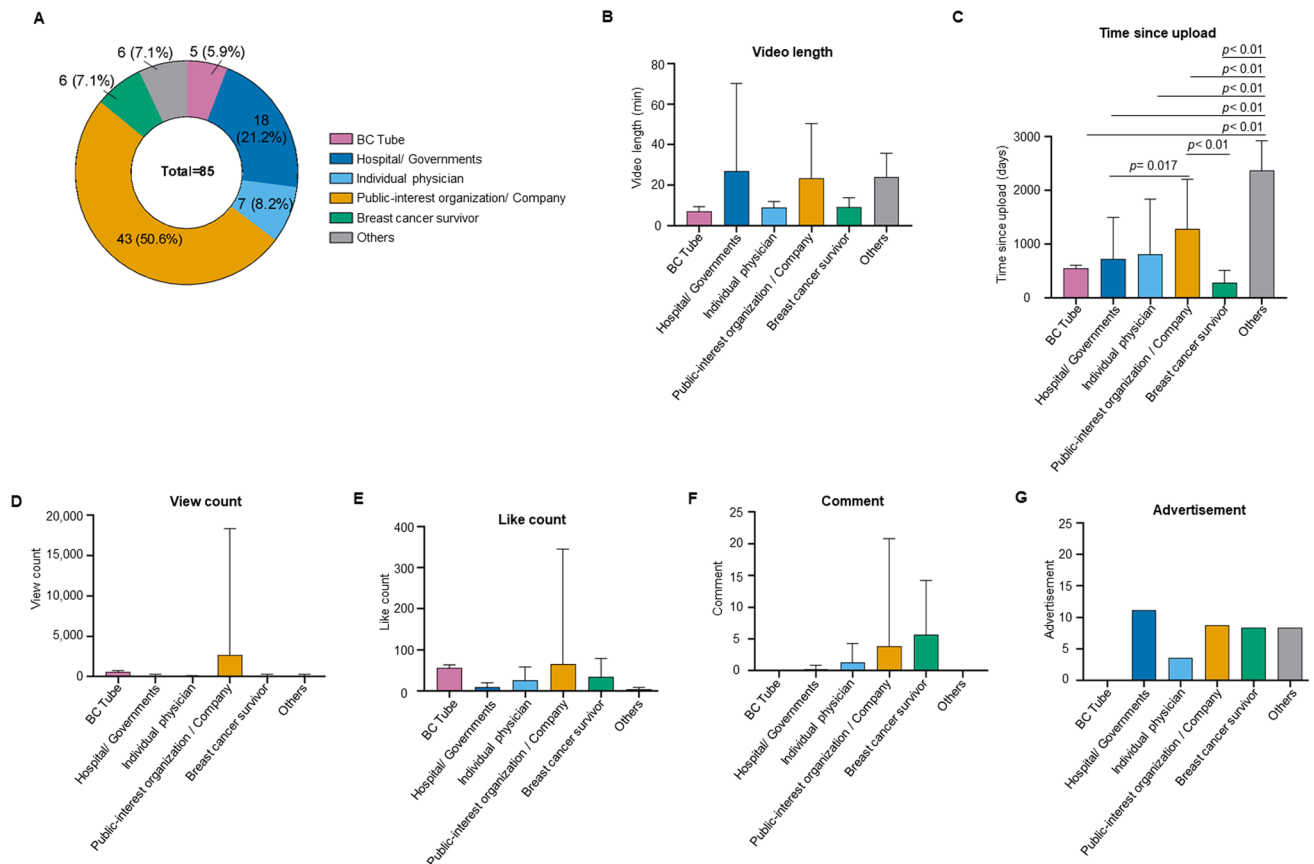 A
6 (7.1%)
5 (5.9%)
6 (7.1%)
18
(21.2%)
7 (8.2%)
43 (50.6%)
Total=85
BC Tube
Hospital/ Governments
Individual physician
Public-interest organization/ Company
Breast cancer survivor
Others
B
Video length
Video length (min)
80
60
40
20
0
BC Tube
Hospital/ Governments
Individual physician
Public-interest organization / Company
Breast cancer survivor
Others
C
Time since upload
p< 0.01
p< 0.01
p< 0.01
p< 0.01
p< 0.01
p< 0.01
p= 0.017
Time since upload (days)
3000
2000
1000
0
BC Tube
Hospital/ Governments
Individual physician
Public-interest organization / Company
Breast cancer survivor
Others
D
View count
View count
20,000
15,000
10,000
5,000
0
BC Tube
Hospital/ Governments
Individual physician
Public-interest organization / Company
Breast cancer survivor
Others
E
Like count
Like count
400
300
200
100
0
BC Tube
Hospital/ Governments
Individual physician
Public-interest organization / Company
Breast cancer survivor
Others
F
Comment
Comment
25
20
15
10
5
0
BC Tube
Hospital/ Governments
Individual physician
Public-interest organization / Company
Breast cancer survivor
Others
G
Advertisement
Advertisement
25
20
15
10
5
0
BC Tube
Hospital/ Governments
Individual physician
Public-interest organization / Company
Breast cancer survivor
Others